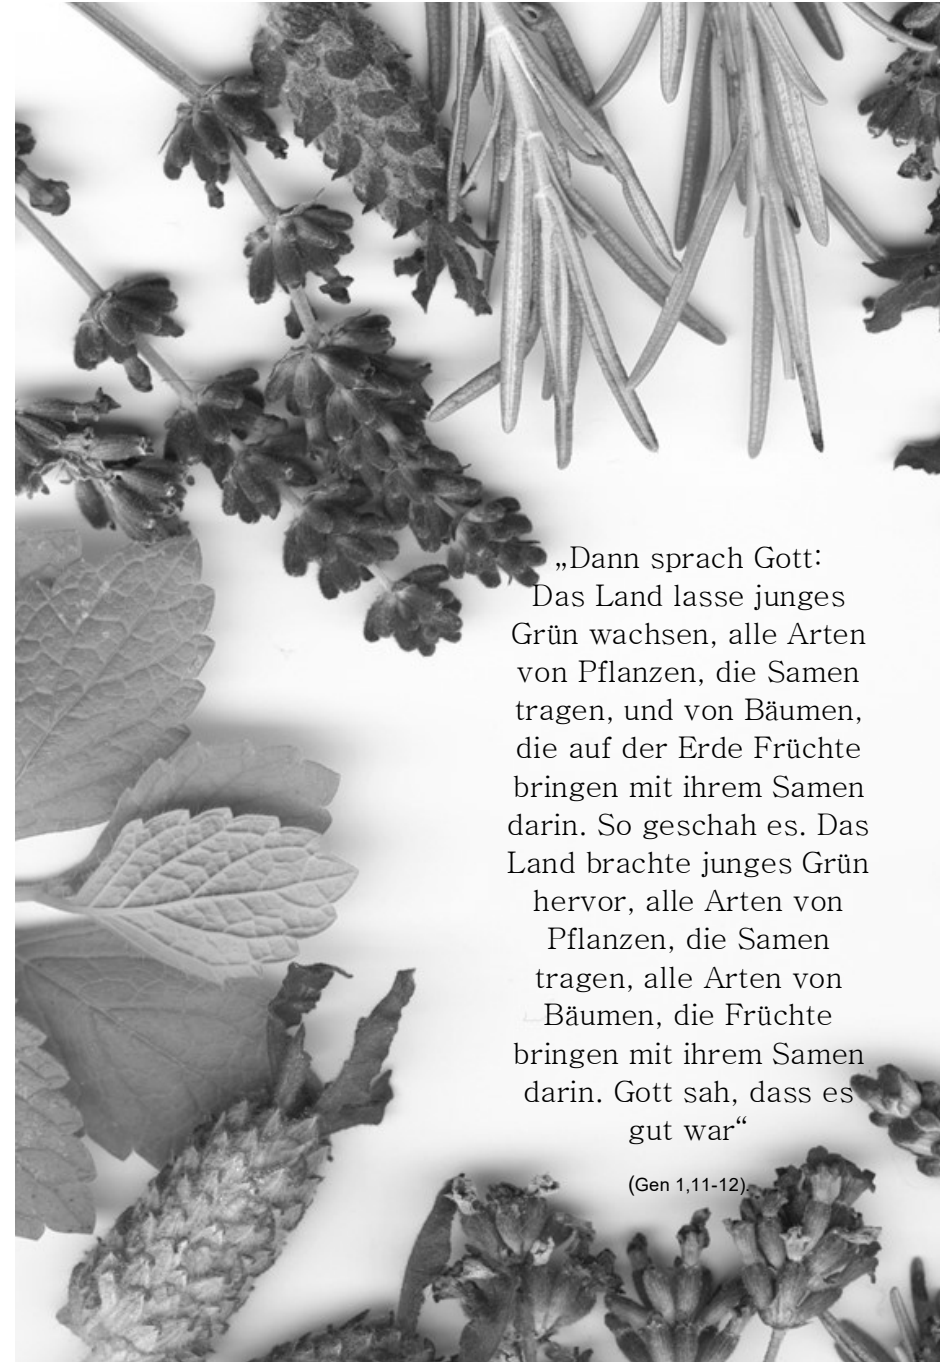 „Dann sprach Gott:
Das Land lasse junges
Grün wachsen, alle Arten
von Pflanzen, die Samen
tragen, und von Bäumen,
die auf der Erde Früchte
bringen mit ihrem Samen
darin. So geschah es. Das
Land brachte junges Grün
hervor, alle Arten von
Pflanzen, die Samen
tragen, alle Arten von
Bäumen, die Früchte
bringen mit ihrem Samen
darin. Gott sah, dass es
gut war“
(Gen 1,11-12).